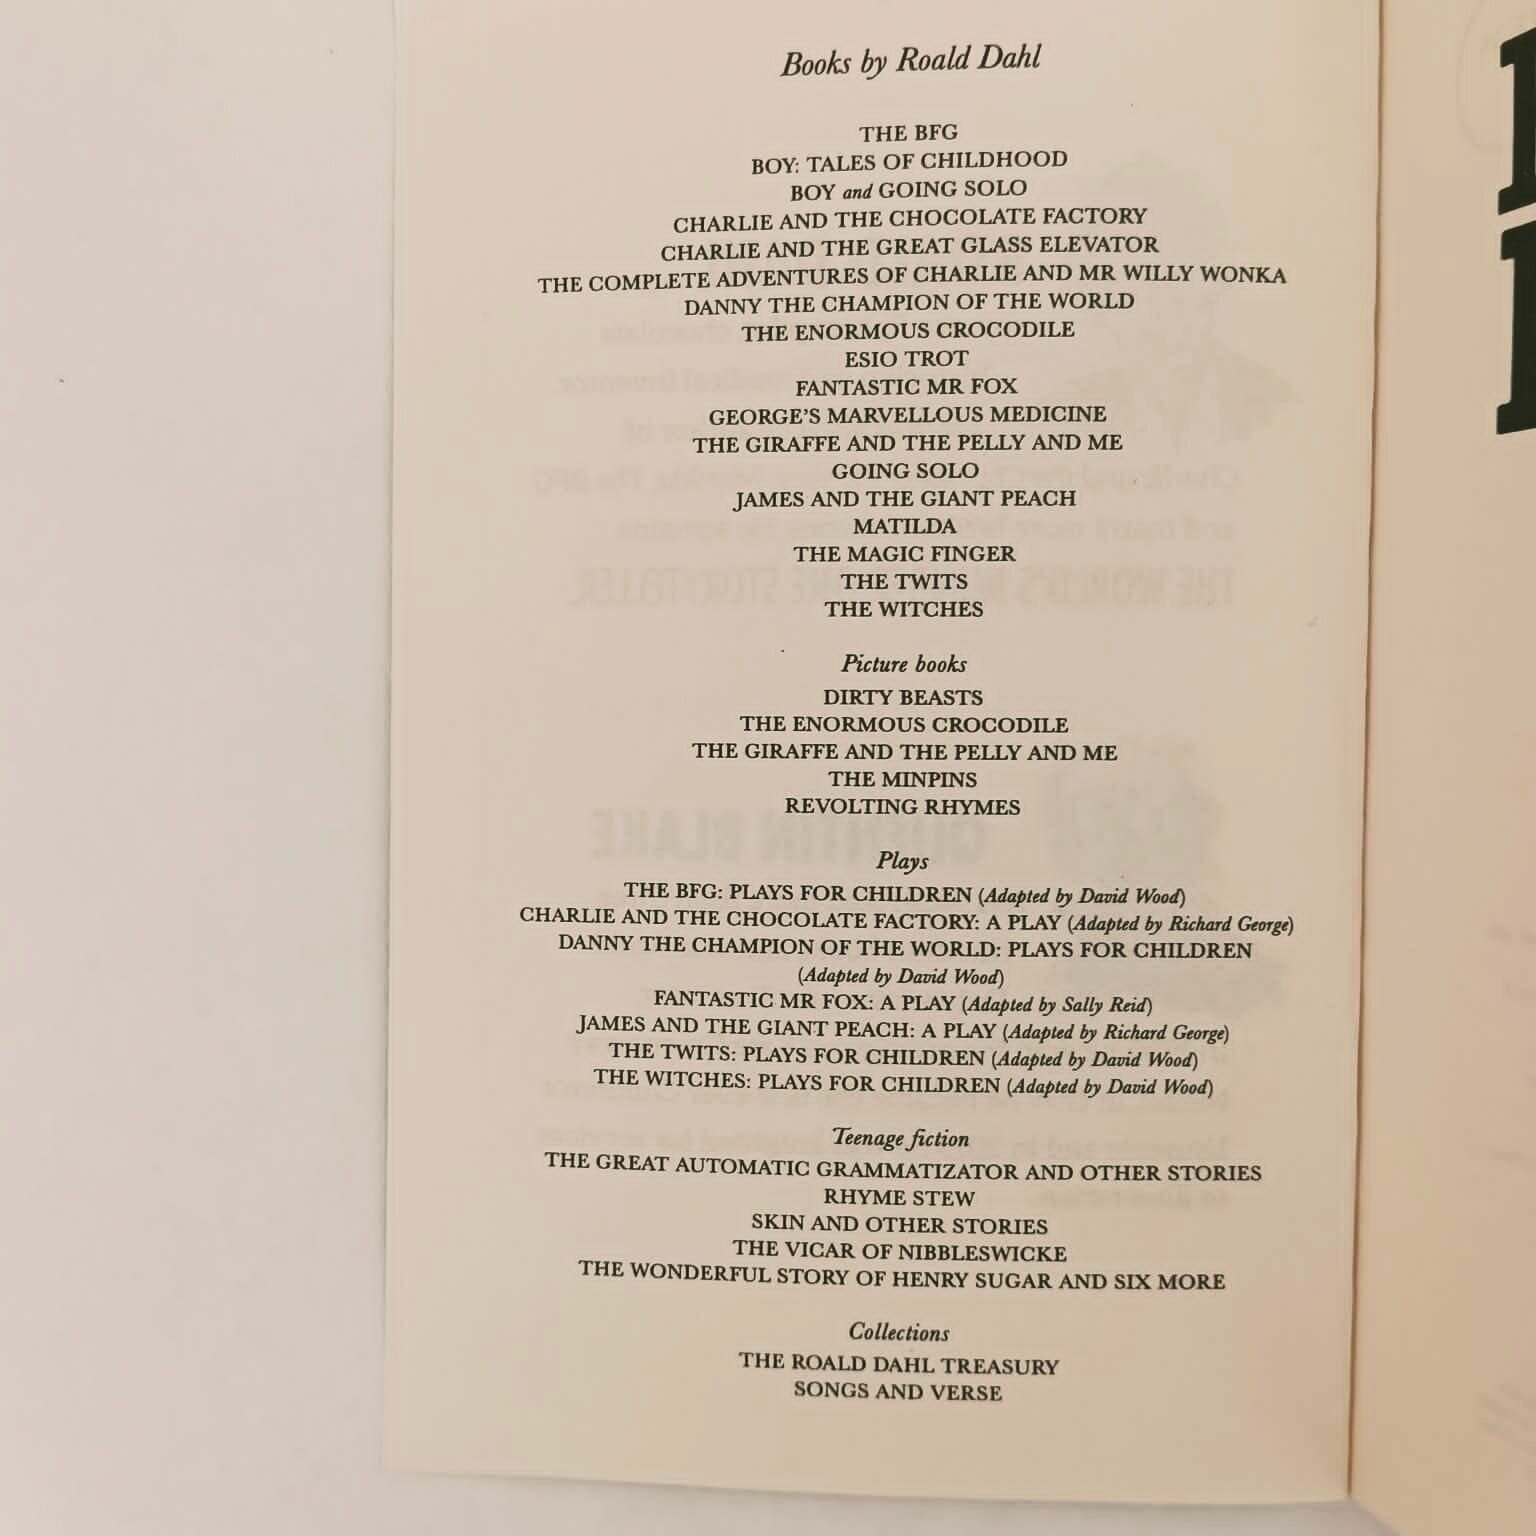 Books by Roald Dahl
THE BFG
BOY: TALES OF CHILDHOOD
BOY and GOING SOLO
CHARLIE AND THE CHOCOLATE FACTORY
CHARLIE AND THE GREAT GLASS ELEVATOR
THE COMPLETE ADVENTURES OF CHARLIE AND MR WILLY WONKA
DANNY THE CHAMPION OF THE WORLD
THE ENORMOUS CROCODILE
ESIO TROT
FANTASTIC MR FOX
GEORGE'S MARVELLOUS MEDICINE
THE GIRAFFE AND THE PELLY AND ME
GOING SOLO
JAMES AND THE GIANT PEACH
MATILDA
THE MAGIC FINGER
THE TWITS
THE WITCHES
Picture books
DIRTY BEASTS
THE ENORMOUS CROCODILE
THE GIRAFFE AND THE PELLY AND ME
THE MINPINS
REVOLTING RHYMES
Plays
THE BFG: PLAYS FOR CHILDREN (Adapted by David Wood)
CHARLIE AND THE CHOCOLATE FACTORY: A PLAY (Adapted by Richard George)
DANNY THE CHAMPION OF THE WORLD: PLAYS FOR CHILDREN
(Adapted by David Wood)
FANTASTIC MR FOX: A PLAY (Adapted by Sally Reid)
JAMES AND THE GIANT PEACH: A PLAY (Adapted by Richard George)
THE TWITS: PLAYS FOR CHILDREN (Adapted by David Wood)
THE WITCHES: PLAYS FOR CHILDREN (Adapted by David Wood)
Teenage fiction
THE GREAT AUTOMATIC GRAMMATIZATOR AND OTHER STORIES
RHYME STEW
SKIN AND OTHER STORIES
THE VICAR OF NIBBLESWICKE
THE WONDERFUL STORY OF HENRY SUGAR AND SIX MORE
Collections
THE ROALD DAHL TREASURY
SONGS AND VERSE